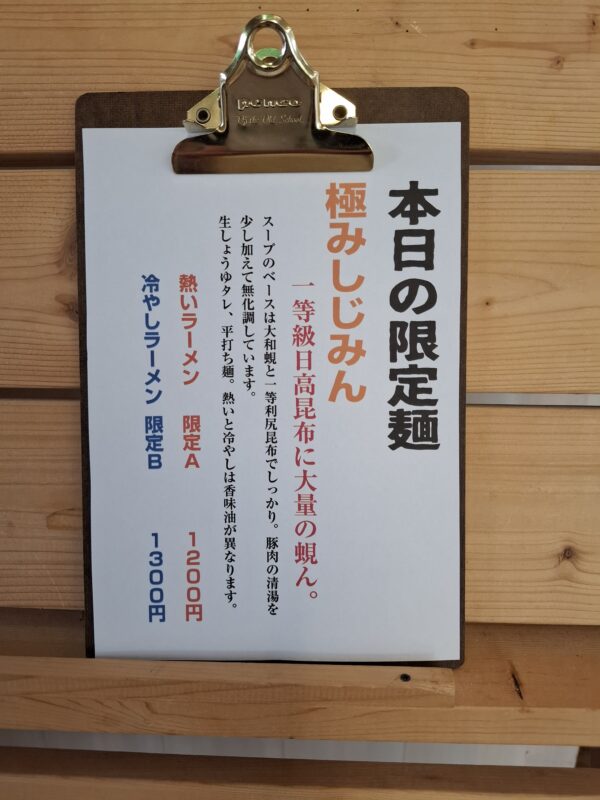 本日の限定麺
極みしじみん
一等級日高昆布に大量の蜆ん。
スープのベースは大和蜆と一等利尻昆布でしっかり。豚肉の清湯を
少し加えて無化調しています。
生しょうゆタレ、平打ち麺。熱いと冷やしは香味油が異なります。
熱いラーメン 限定A 1200円
冷やしラーメン 限定B 1300円